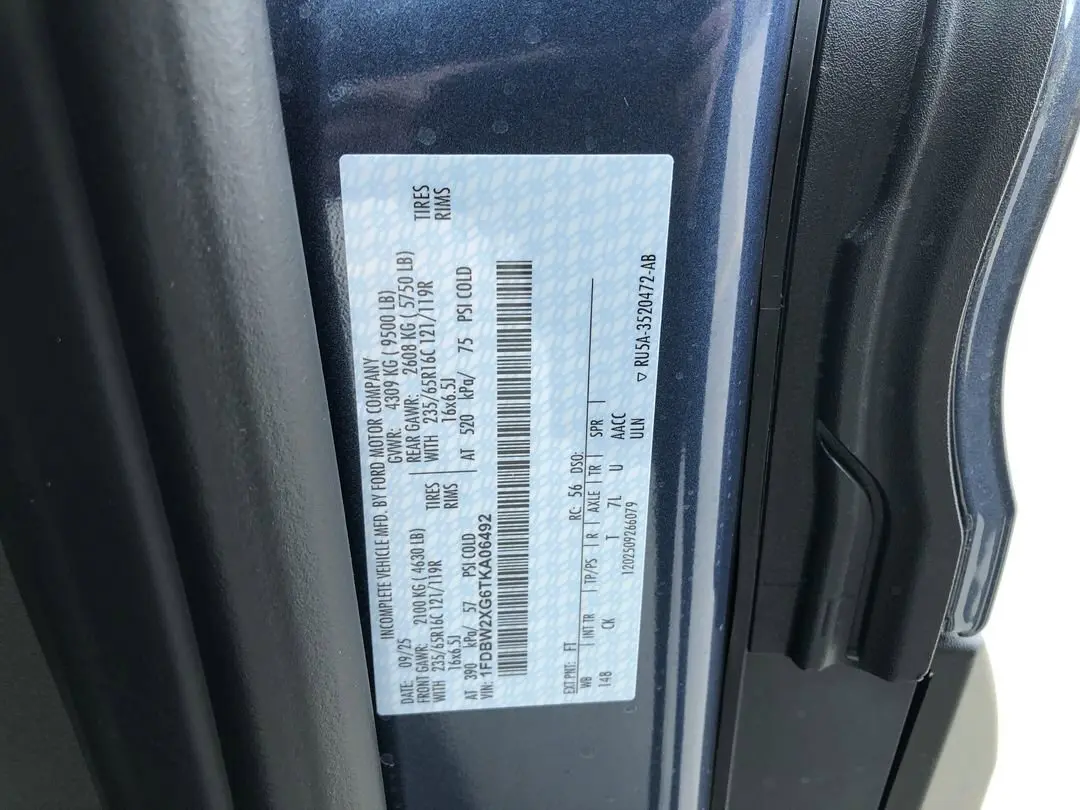 INCOMPLETE VEHICLE MFD. BY FORD MOTOR COMPANY
DATE: 09/25 GVWR: 4309 KG ( 9500 LB)
FRONT GAWR: 2100 KG ( 4630 LB) REAR GAWR: 2608 KG ( 5750 LB)
WITH 235/65R16C 121/119R TIRES WITH 235/65R16C 121/119R TIRES
16x6.5J RIMS 16x6.5J RIMS
AT 390 kPa/ 57 PSI COLD AT 520 kPa/ 75 PSI COLD
VIN: 1FDBW2XG6TKA06492
EXT PNT: FT RC: 56 DSO:
WB | INT TR | TP/PS | R | AXLE | TR | SPR |
148 CK T 7L U AACC
1202509266079 ULN
▽ RU5A-3520472-AB